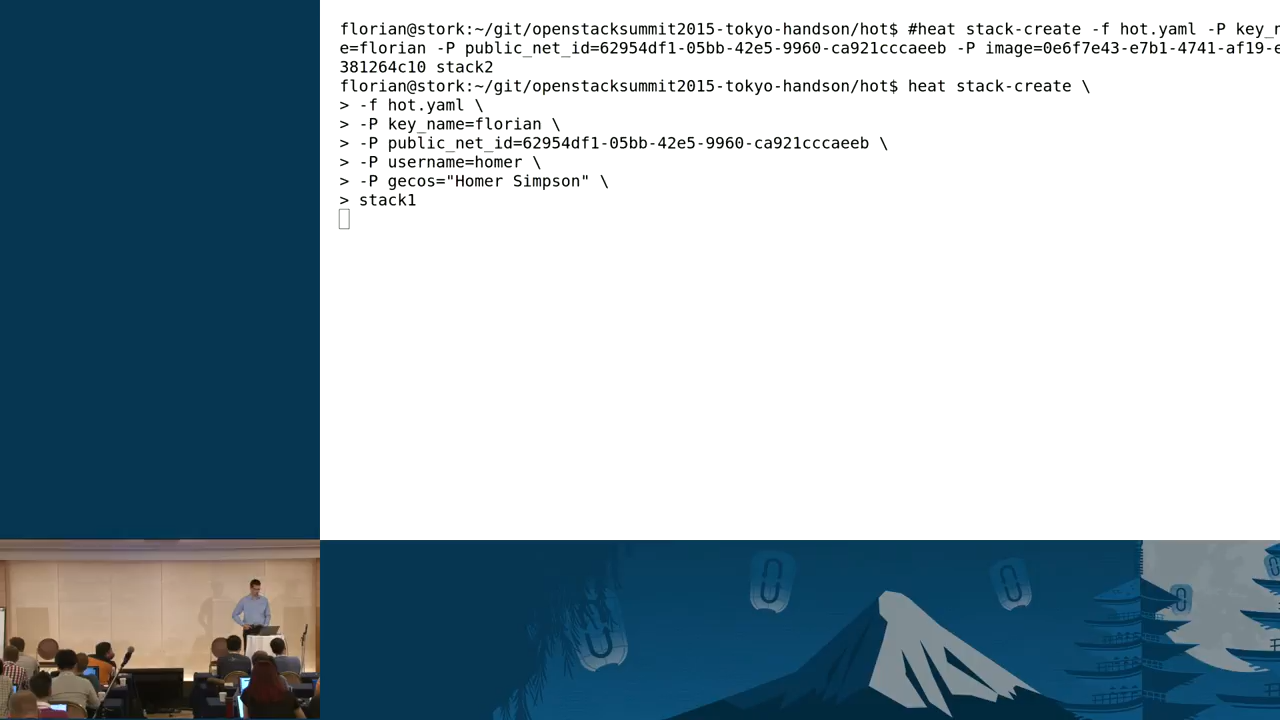 florian@stork:~/git/openstacksummit2015-tokyo-handson/hot$ #heat stack-create -f hot.yaml -P key_n
e=florian -P public_net_id=62954df1-05bb-42e5-9960-ca921cccaeeb -P image=0e6f7e43-e7b1-4741-af19-e
381264c10 stack2
florian@stork:~/git/openstacksummit2015-tokyo-handson/hot$ heat stack-create \
> -f hot.yaml \
> -P key_name=florian \
> -P public_net_id=62954df1-05bb-42e5-9960-ca921cccaeeb \
> -P username=homer \
> -P gecos="Homer Simpson" \
> stack1